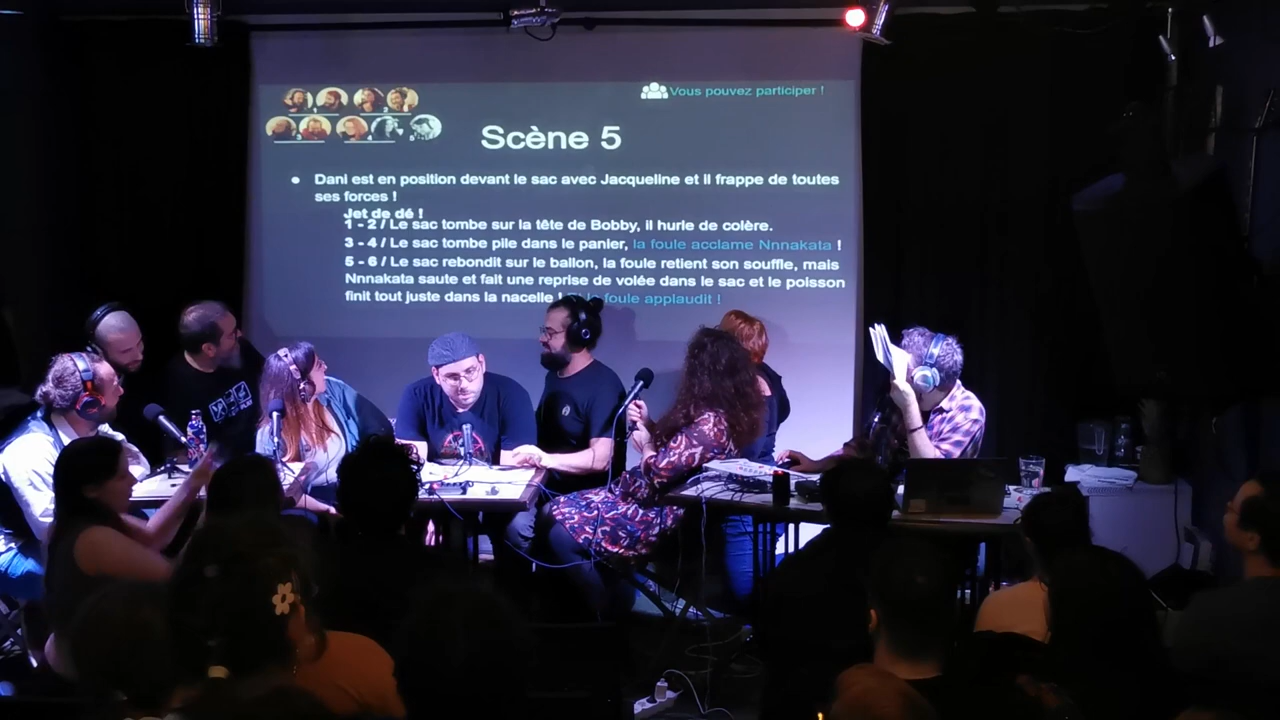 Vous pouvez participer !
Scène 5
• Dani est en position devant le sac avec Jacqueline et il frappe de toutes
ses forces !
Jet de dé !
1 - 2 / Le sac tombe sur la tête de Bobby, il hurle de colère.
3 - 4 / Le sac tombe pile dans le panier, la foule acclame Nnnakata !
5 - 6 / Le sac rebondit sur le ballon, la foule retient son souffle, mais
Nnnakata saute et fait une reprise de volée dans le sac et le poisson
finit tout juste dans la nacelle ! la foule applaudit !